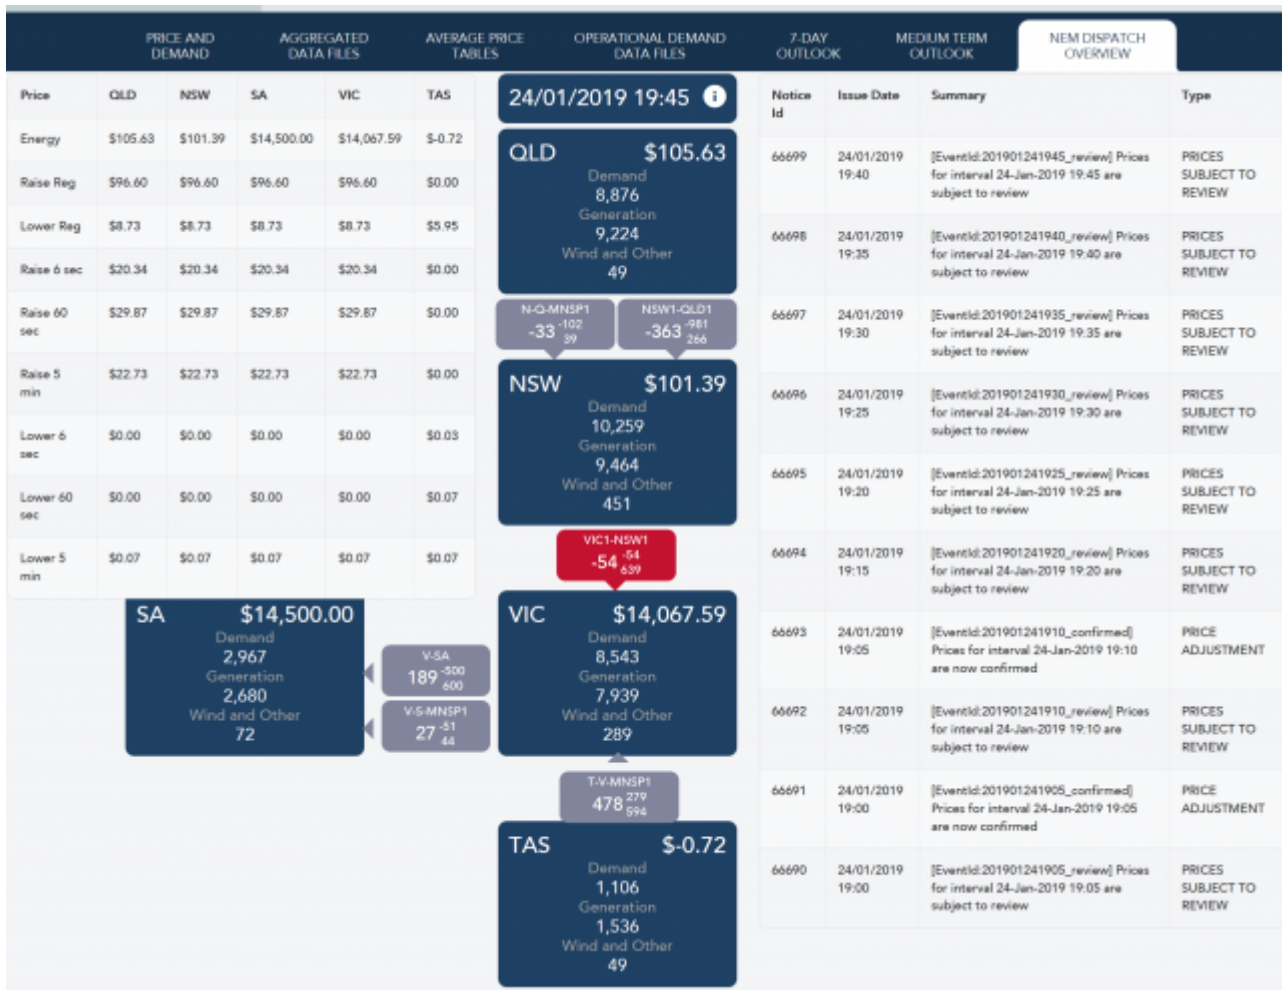 PRICE AND
DEMAND
AGGREGATED
DATA FILES
AVERAGE PRICE
TABLES
OPERATIONAL DEMAND
DATA FILES
7-DAY
OUTLOOK
MEDIUM TERM
OUTLOOK
NEM DISPATCH
OVERVIEW
Price QLD NSW SA VIC TAS
Energy $105.63 $101.39 $14,500.00 $14,067.59 $-0.72
Raise Reg $96.60 $96.60 $96.60 $96.60 $0.00
Lower Reg $8.73 $8.73 $8.73 $8.73 $5.95
Raise 6 sec $20.34 $20.34 $20.34 $20.34 $0.00
Raise 60
sec
$29.87 $29.87 $29.87 $29.87 $0.00
Raise 5
min
$22.73 $22.73 $22.73 $22.73 $0.00
Lower 6
sec
$0.00 $0.00 $0.00 $0.00 $0.03
Lower 60
sec
$0.00 $0.00 $0.00 $0.00 $0.07
Lower 5
min
$0.07 $0.07 $0.07 $0.07 $0.07
24/01/2019 19:45 i
QLD $105.63
Demand
8,876
Generation
9,224
Wind and Other
49
N-Q-MNSP1
-33 -102
39
NSW1-QLD1
-363 -981
266
NSW $101.39
Demand
10,259
Generation
9,464
Wind and Other
451
VIC1-NSW1
-54 -54
639
SA $14,500.00
Demand
2,967
Generation
2,680
Wind and Other
72
V-SA
189 -500
600
V-S-MNSP1
27 -51
44
VIC $14,067.59
Demand
8,543
Generation
7,939
Wind and Other
289
T-V-MNSP1
478 279
594
TAS $-0.72
Demand
1,106
Generation
1,536
Wind and Other
49
Notice
Id
Issue Date Summary Type
66699
24/01/2019
19:40
[EventId:201901241945_review] Prices
for interval 24-Jan-2019 19:45 are
subject to review
PRICES
SUBJECT TO
REVIEW
66698
24/01/2019
19:35
[EventId:201901241940_review] Prices
for interval 24-Jan-2019 19:40 are
subject to review
PRICES
SUBJECT TO
REVIEW
66697
24/01/2019
19:30
[EventId:201901241935_review] Prices
for interval 24-Jan-2019 19:35 are
subject to review
PRICES
SUBJECT TO
REVIEW
66696
24/01/2019
19:25
[EventId:201901241930_review] Prices
for interval 24-Jan-2019 19:30 are
subject to review
PRICES
SUBJECT TO
REVIEW
66695
24/01/2019
19:20
[EventId:201901241925_review] Prices
for interval 24-Jan-2019 19:25 are
subject to review
PRICES
SUBJECT TO
REVIEW
66694
24/01/2019
19:15
[EventId:201901241920_review] Prices
for interval 24-Jan-2019 19:20 are
subject to review
PRICES
SUBJECT TO
REVIEW
66693
24/01/2019
19:05
[EventId:201901241910_confirmed]
Prices for interval 24-Jan-2019 19:10
are now confirmed
PRICE
ADJUSTMENT
66692
24/01/2019
19:05
[EventId:201901241910_review] Prices
for interval 24-Jan-2019 19:10 are
subject to review
PRICES
SUBJECT TO
REVIEW
66691
24/01/2019
19:00
[EventId:201901241905_confirmed]
Prices for interval 24-Jan-2019 19:05
are now confirmed
PRICE
ADJUSTMENT
66690
24/01/2019
19:00
[EventId:201901241905_review] Prices
for interval 24-Jan-2019 19:05 are
subject to review
PRICES
SUBJECT TO
REVIEW